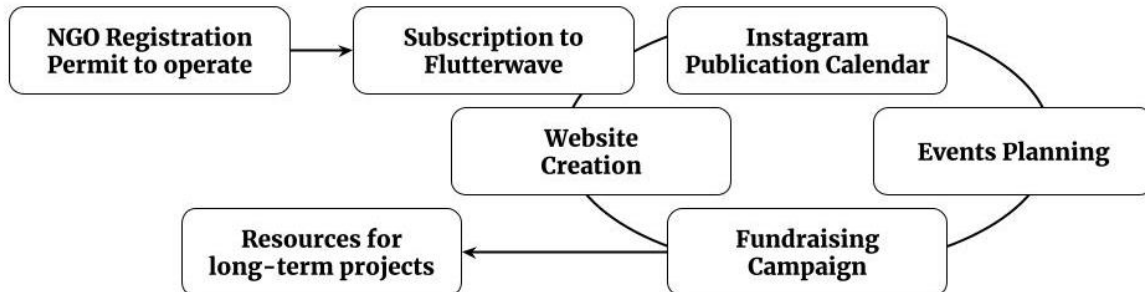 NGO Registration
Permit to operate
Subscription to
Flutterwave
Instagram
Publication Calendar
Website
Creation
Events Planning
Resources for
long-term projects
Fundraising
Campaign